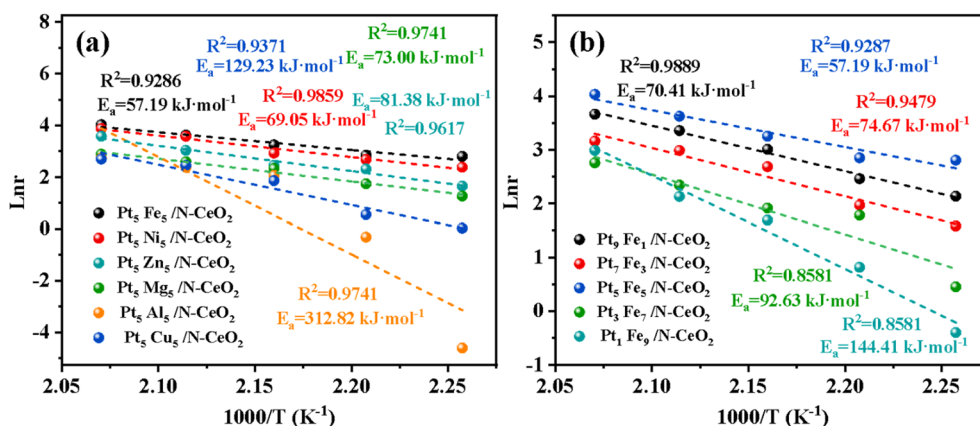 (a)
R²=0.9371
Eₐ=129.23 kJ·mol⁻¹
R²=0.9741
Eₐ=73.00 kJ·mol⁻¹
R²=0.9286
Eₐ=57.19 kJ·mol⁻¹
R²=0.9859
Eₐ=69.05 kJ·mol⁻¹
Eₐ=81.38 kJ·mol⁻¹
R²=0.9617
Pt₅ Fe₅ /N-CeO₂
Pt₅ Ni₅ /N-CeO₂
Pt₅ Zn₅ /N-CeO₂
Pt₅ Mg₅ /N-CeO₂
Pt₅ Al₅ /N-CeO₂
Pt₅ Cu₅ /N-CeO₂
R²=0.9741
Eₐ=312.82 kJ·mol⁻¹
8
6
4
2
0
-2
-4
Lnr
2.05
2.10
2.15
2.20
2.25
1000/T (K⁻¹)
(b)
R²=0.9889
Eₐ=70.41 kJ·mol⁻¹
R²=0.9287
Eₐ=57.19 kJ·mol⁻¹
R²=0.9479
Eₐ=74.67 kJ·mol⁻¹
Pt₉ Fe₁ /N-CeO₂
Pt₇ Fe₃ /N-CeO₂
Pt₅ Fe₅ /N-CeO₂
Pt₃ Fe₇ /N-CeO₂
Pt₁ Fe₉ /N-CeO₂
R²=0.8581
Eₐ=92.63 kJ·mol⁻¹
R²=0.8581
Eₐ=144.41 kJ·mol⁻¹
5
4
3
2
1
0
-1
Lnr
2.05
2.10
2.15
2.20
2.25
1000/T (K⁻¹)